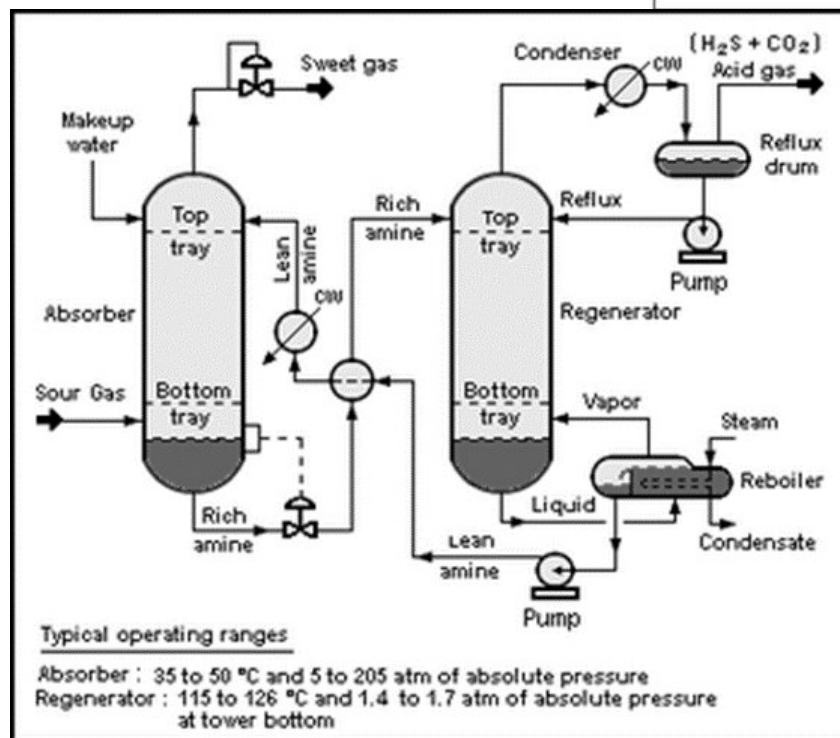 Condenser
CW
(H₂S + CO₂)
Acid gas
Sweet gas
Makeup
water
Reflux
drum
Top
tray
Lean
amine
Rich
amine
Top
tray
Reflux
Pump
CW
Absorber
Regenerator
Sour Gas
Bottom
tray
Bottom
tray
Vapor
Steam
Reboiler
Rich
amine
Liquid
Condensate
Lean
amine
Pump
Typical operating ranges
Absorber : 35 to 50 °C and 5 to 205 atm of absolute pressure
Regenerator : 115 to 126 °C and 1.4 to 1.7 atm of absolute pressure
at tower bottom